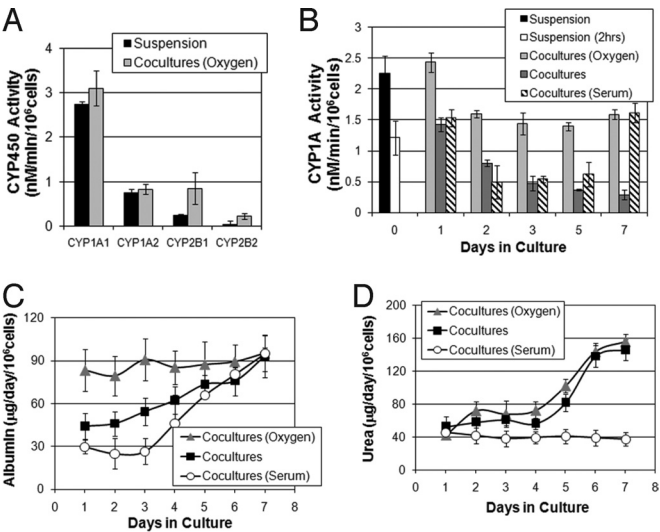 A
Suspension
Cocultures (Oxygen)
CYP450 Activity
(nM/min/10⁶cells)
4
3
2
1
0
CYP1A1 CYP1A2 CYP2B1 CYP2B2
B
Suspension
Suspension (2hrs)
Cocultures (Oxygen)
Cocultures
Cocultures (Serum)
CYP1A Activity
(nM/min/10⁶cells)
3
2.5
2
1.5
1
0.5
0
0 1 2 3 5 7
Days in Culture
C
Albumin (µg/day/10⁶cells)
120
90
60
30
0
Cocultures (Oxygen)
Cocultures
Cocultures (Serum)
0 1 2 3 4 5 6 7 8
Days in Culture
D
Cocultures (Oxygen)
Cocultures
Cocultures (Serum)
Urea (µg/day/10⁶cells)
200
160
120
80
40
0
0 1 2 3 4 5 6 7 8
Days in Culture